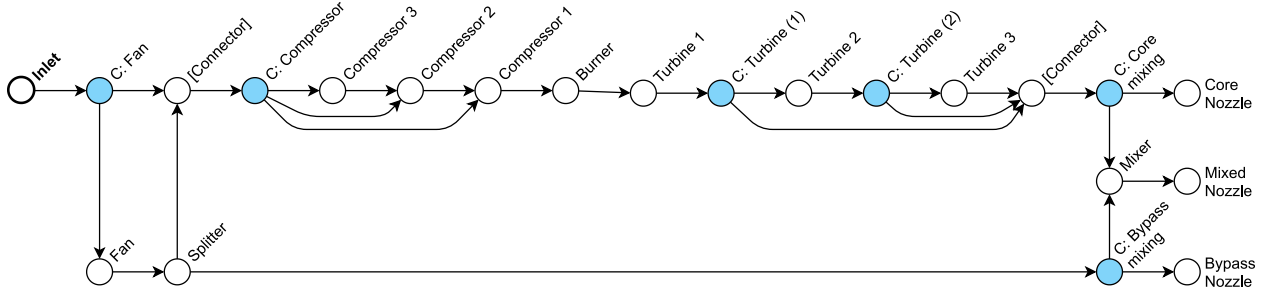 Inlet
C: Fan
[Connector]
C: Compressor
Compressor 3
Compressor 2
Compressor 1
Burner
Turbine 1
C: Turbine (1)
Turbine 2
C: Turbine (2)
Turbine 3
[Connector]
C: Core
mixing
Core
Nozzle
Mixer
Mixed
Nozzle
Fan
Splitter
C: Bypass
mixing
Bypass
Nozzle